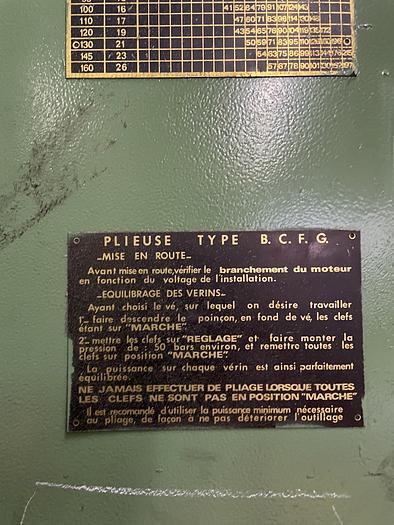 100 16
110 17
120 19
130 21
145 23
160 26
PLIEUSE TYPE B.C.F.G.
_MISE EN ROUTE_
Avant mise en route,vérifier le branchement du moteur
en fonction du voltage de l'installation.
_EQUILIBRAGE DES VERINS_
Ayant choisi le vé, sur lequel on désire travailler
1°- faire descendre le poinçon, en fond de vé, les clefs
étant sur "MARCHE".
2°- mettre les clefs sur "REGLAGE" et faire monter la
pression de : 50 bars environ, et remettre toutes les
clefs sur position "MARCHE".
La puissance sur chaque vérin est ainsi parfaitement
équilibrée.
NE JAMAIS EFFECTUER DE PLIAGE LORSQUE TOUTES
LES CLEFS NE SONT PAS EN POSITION "MARCHE"
Il est recomandé d'utiliser la puissance minimum nécessaire
au pliage, de façon à ne pas déteriorer l'outillage